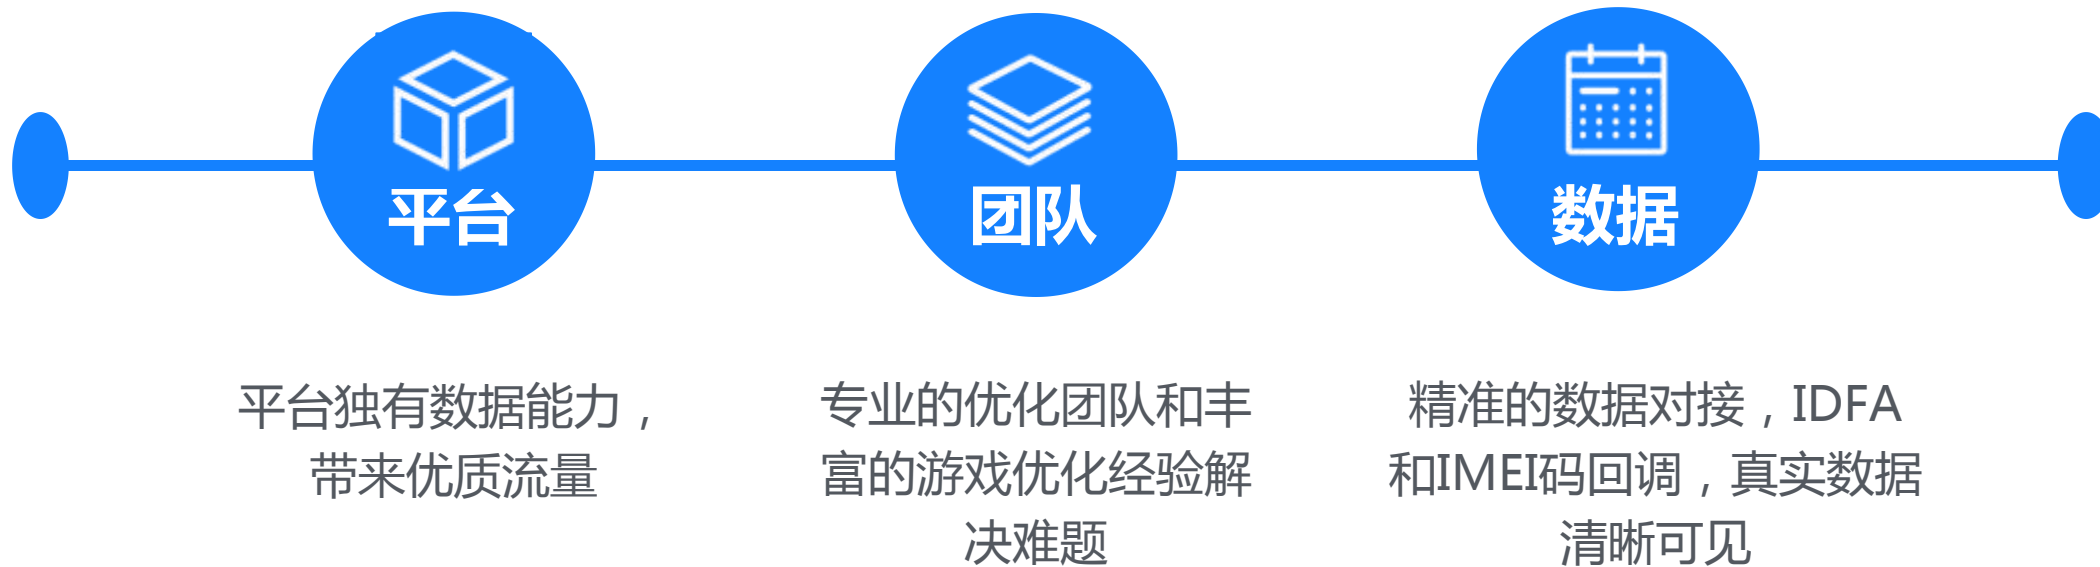 平台
团队
数据
平台独有数据能力，
带来优质流量
专业的优化团队和丰
富的游戏优化经验解
决难题
精准的数据对接，IDFA
和IMEI码回调，真实数据
清晰可见